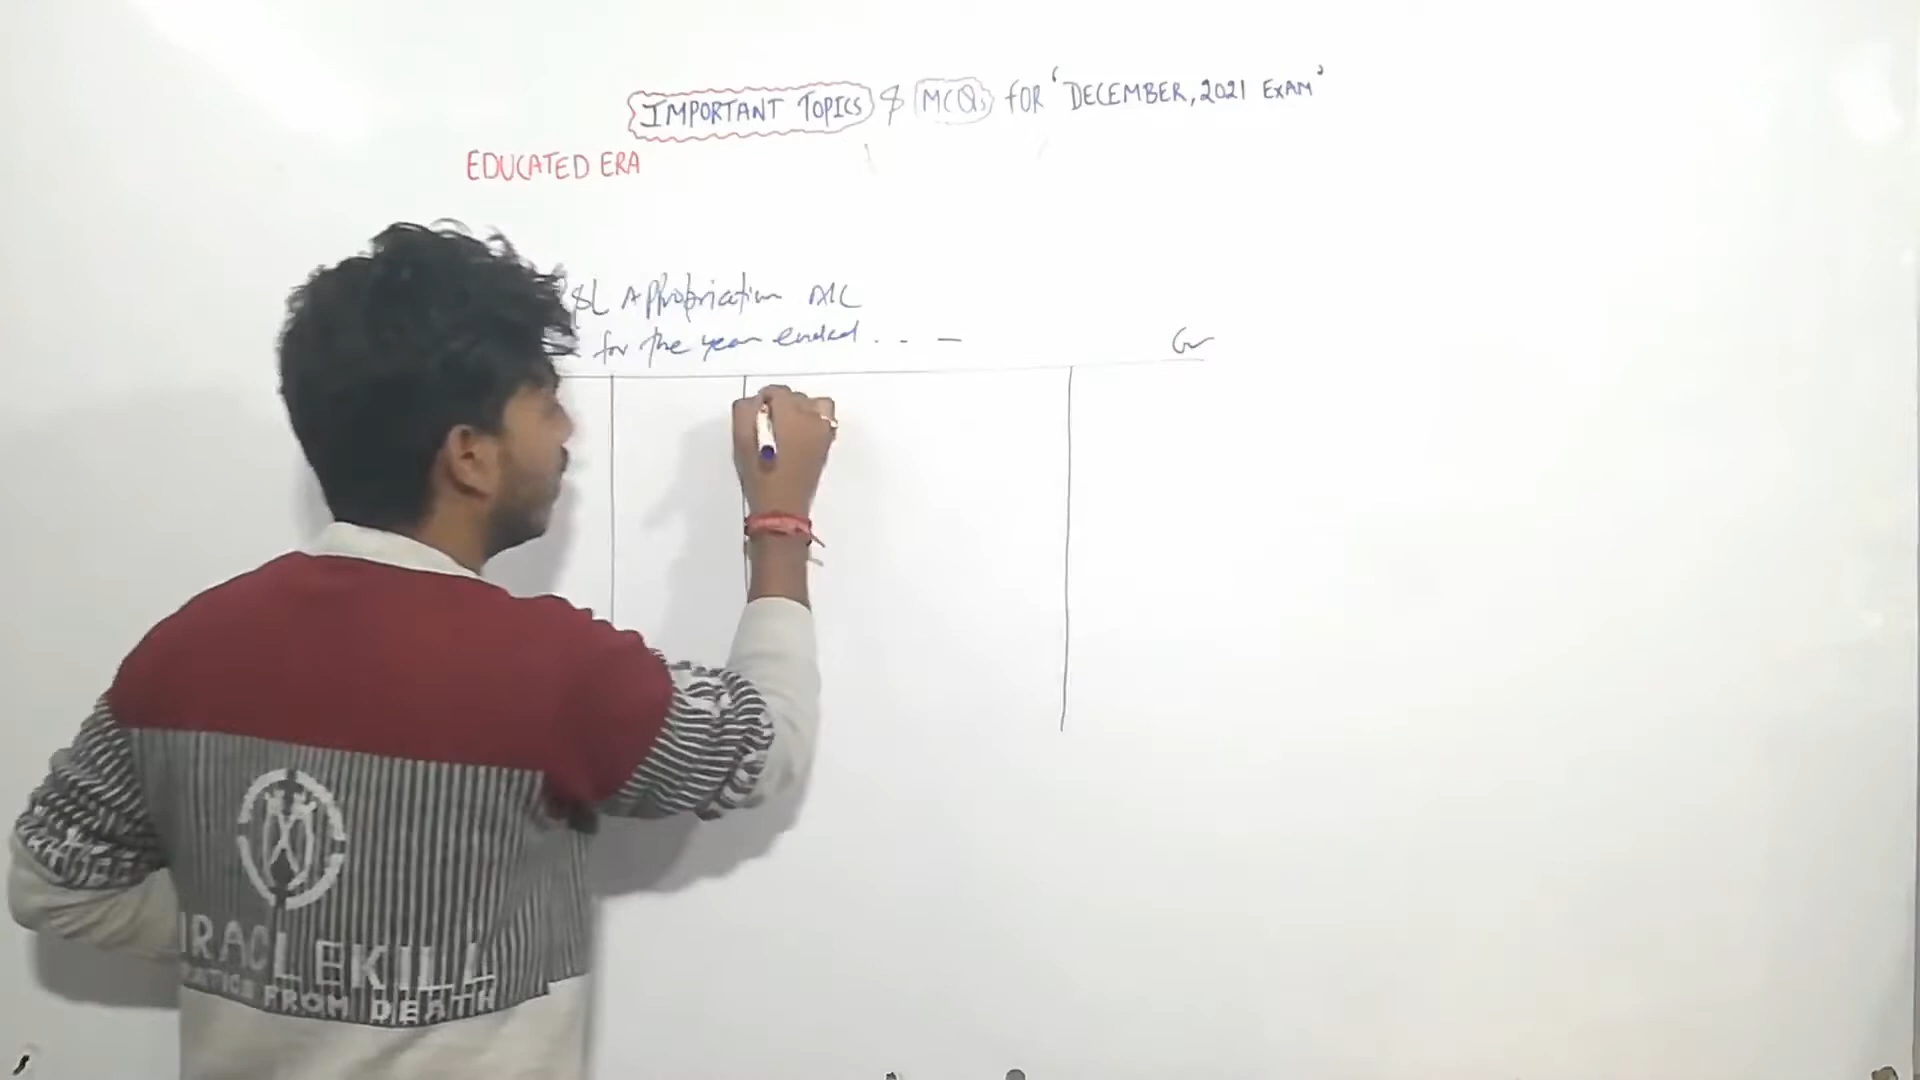 IMPORTANT TOPICS & MCQs FOR 'DECEMBER, 2021 EXAM'
EDUCATED ERA
P&L Appropriation A/C
for the year ended . . . -
Cr
IRACLEKILL
FROM DEATH